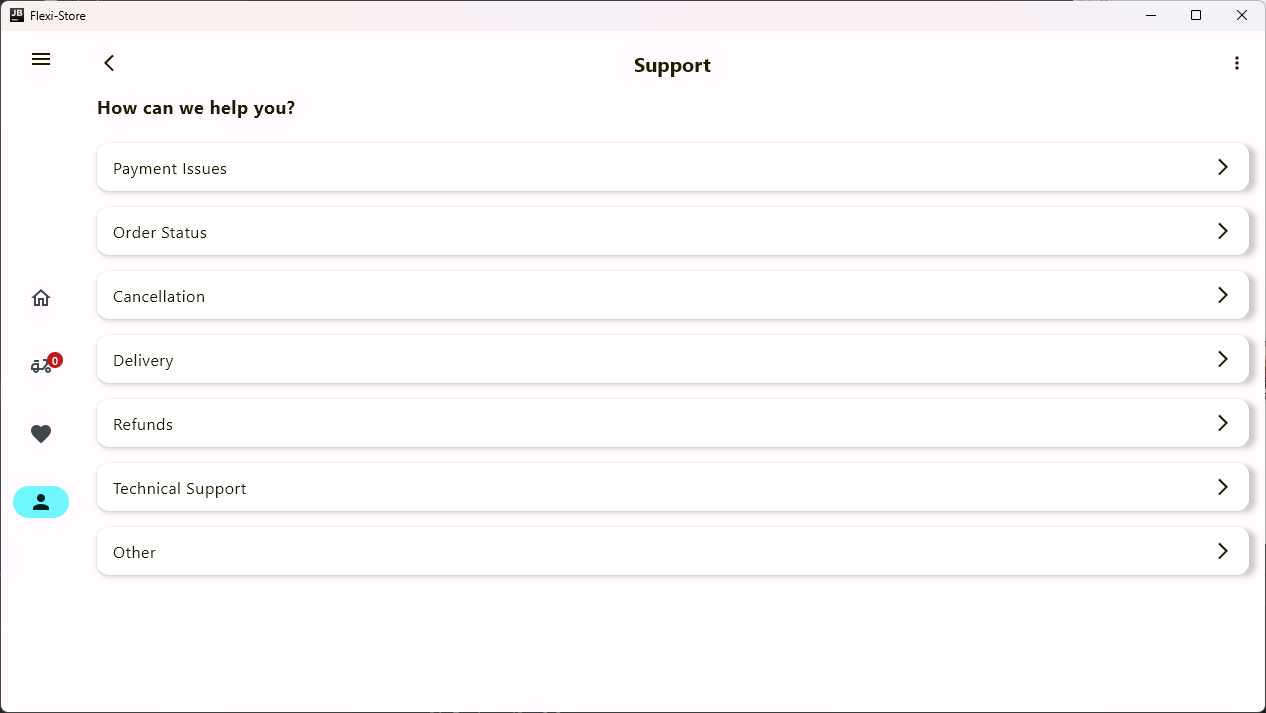 JB Flexi-Store
Support
How can we help you?
Payment Issues
Order Status
Cancellation
0
Delivery
Refunds
Technical Support
Other